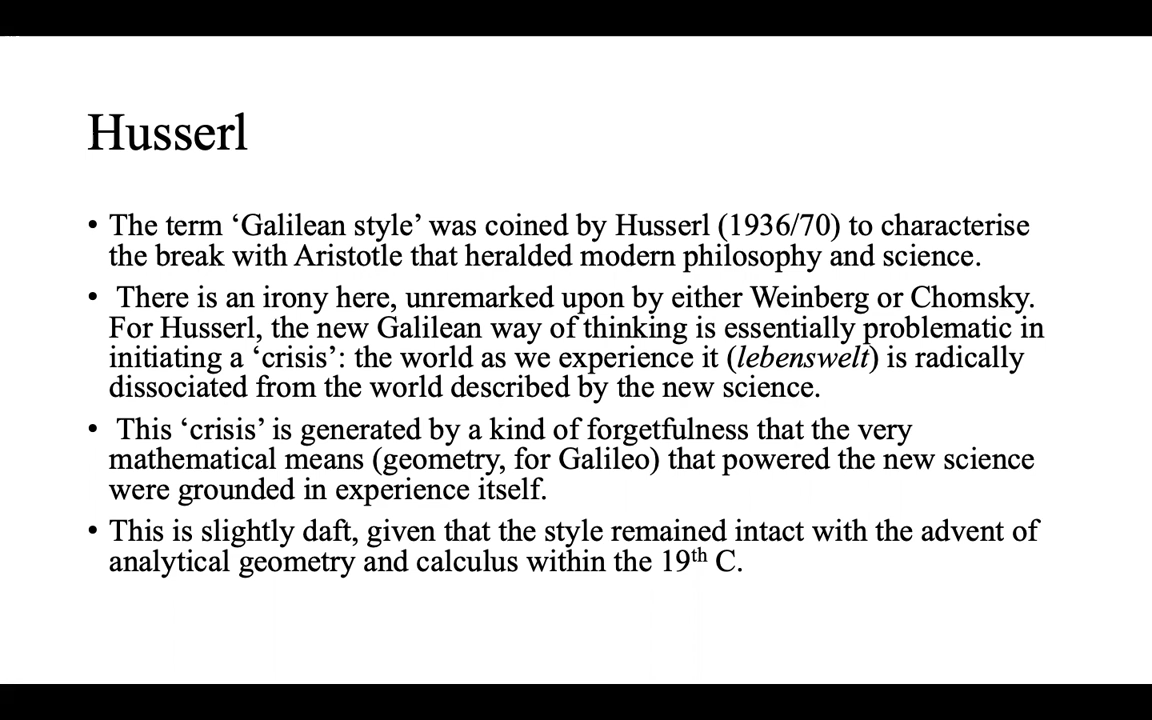 Husserl
• The term ‘Galilean style’ was coined by Husserl (1936/70) to characterise
the break with Aristotle that heralded modern philosophy and science.
• There is an irony here, unremarked upon by either Weinberg or Chomsky.
For Husserl, the new Galilean way of thinking is essentially problematic in
initiating a ‘crisis’: the world as we experience it (lebenswelt) is radically
dissociated from the world described by the new science.
• This ‘crisis’ is generated by a kind of forgetfulness that the very
mathematical means (geometry, for Galileo) that powered the new science
were grounded in experience itself.
• This is slightly daft, given that the style remained intact with the advent of
analytical geometry and calculus within the 19th C.